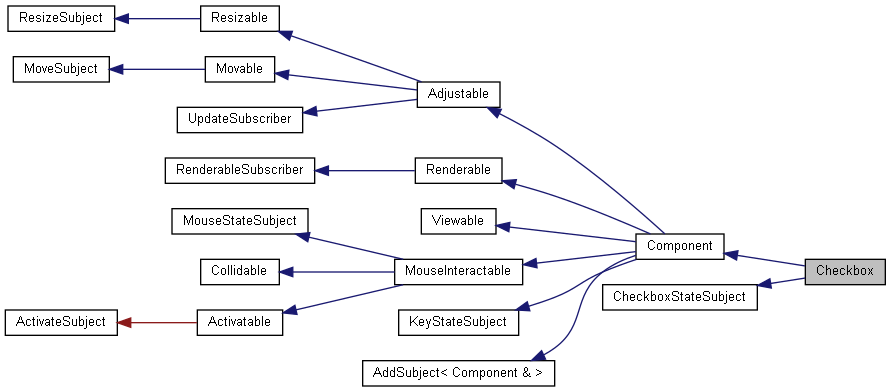 ResizeSubject
Resizable
MoveSubject
Movable
Adjustable
UpdateSubscriber
RenderableSubscriber
Renderable
MouseStateSubject
Viewable
Component
Collidable
MouseInteractable
Checkbox
CheckboxStateSubject
ActivateSubject
Activatable
KeyStateSubject
AddSubject< Component & >